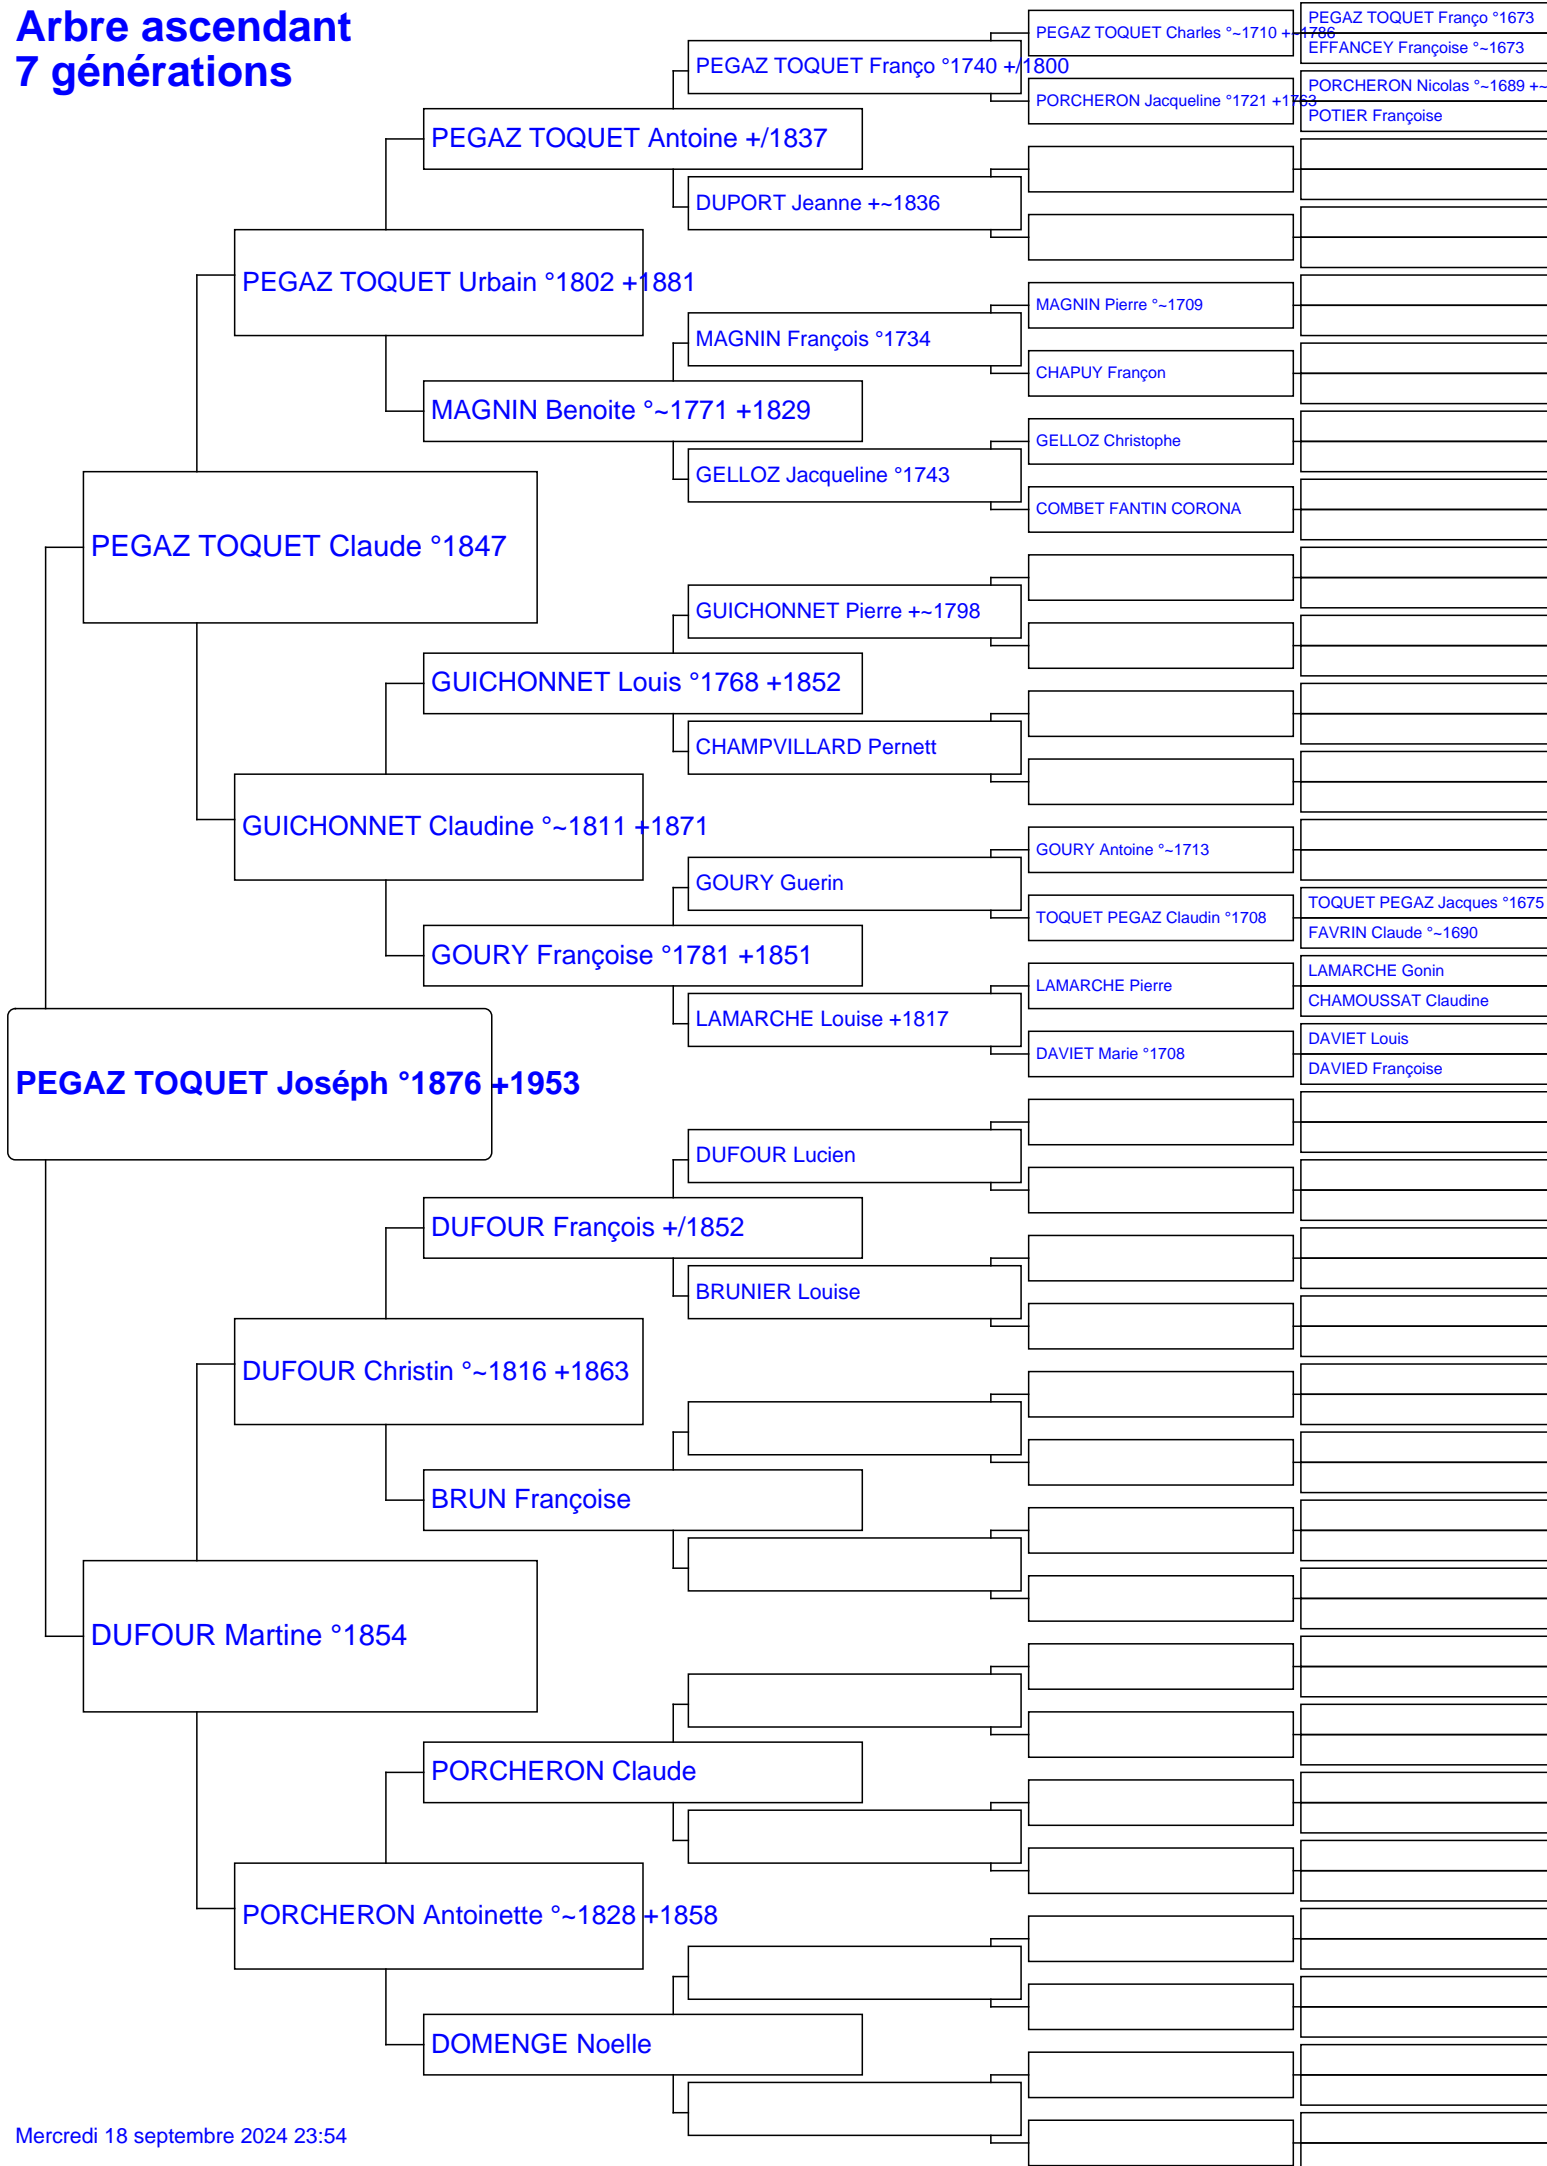 Arbre ascendant
7 générations
PEGAZ TOQUET Franço °1673
PEGAZ TOQUET Charles °~1710 +~1786
EFFANCEY Françoise °~1673
PEGAZ TOQUET Franço °1740 +/1800
PORCHERON Nicolas °~1689 +~
PORCHERON Jacqueline °1721 +1763
POTIER Françoise
PEGAZ TOQUET Antoine +/1837
DUPORT Jeanne +~1836
PEGAZ TOQUET Urbain °1802 +1881
MAGNIN Pierre °~1709
MAGNIN François °1734
CHAPUY Françon
MAGNIN Benoite °~1771 +1829
GELLOZ Christophe
GELLOZ Jacqueline °1743
COMBET FANTIN CORONA
PEGAZ TOQUET Claude °1847
GUICHONNET Pierre +~1798
GUICHONNET Louis °1768 +1852
CHAMPVILLARD Pernett
GUICHONNET Claudine °~1811 +1871
GOURY Antoine °~1713
GOURY Guerin
TOQUET PEGAZ Jacques °1675
TOQUET PEGAZ Claudin °1708
FAVRIN Claude °~1690
GOURY Françoise °1781 +1851
LAMARCHE Gonin
LAMARCHE Pierre
CHAMOUSSAT Claudine
LAMARCHE Louise +1817
DAVIET Louis
DAVIET Marie °1708
DAVIED Françoise
PEGAZ TOQUET Joséph °1876 +1953
DUFOUR Lucien
DUFOUR François +/1852
BRUNIER Louise
DUFOUR Christin °~1816 +1863
BRUN Françoise
DUFOUR Martine °1854
PORCHERON Claude
PORCHERON Antoinette °~1828 +1858
DOMENGE Noelle
Mercredi 18 septembre 2024 23:54